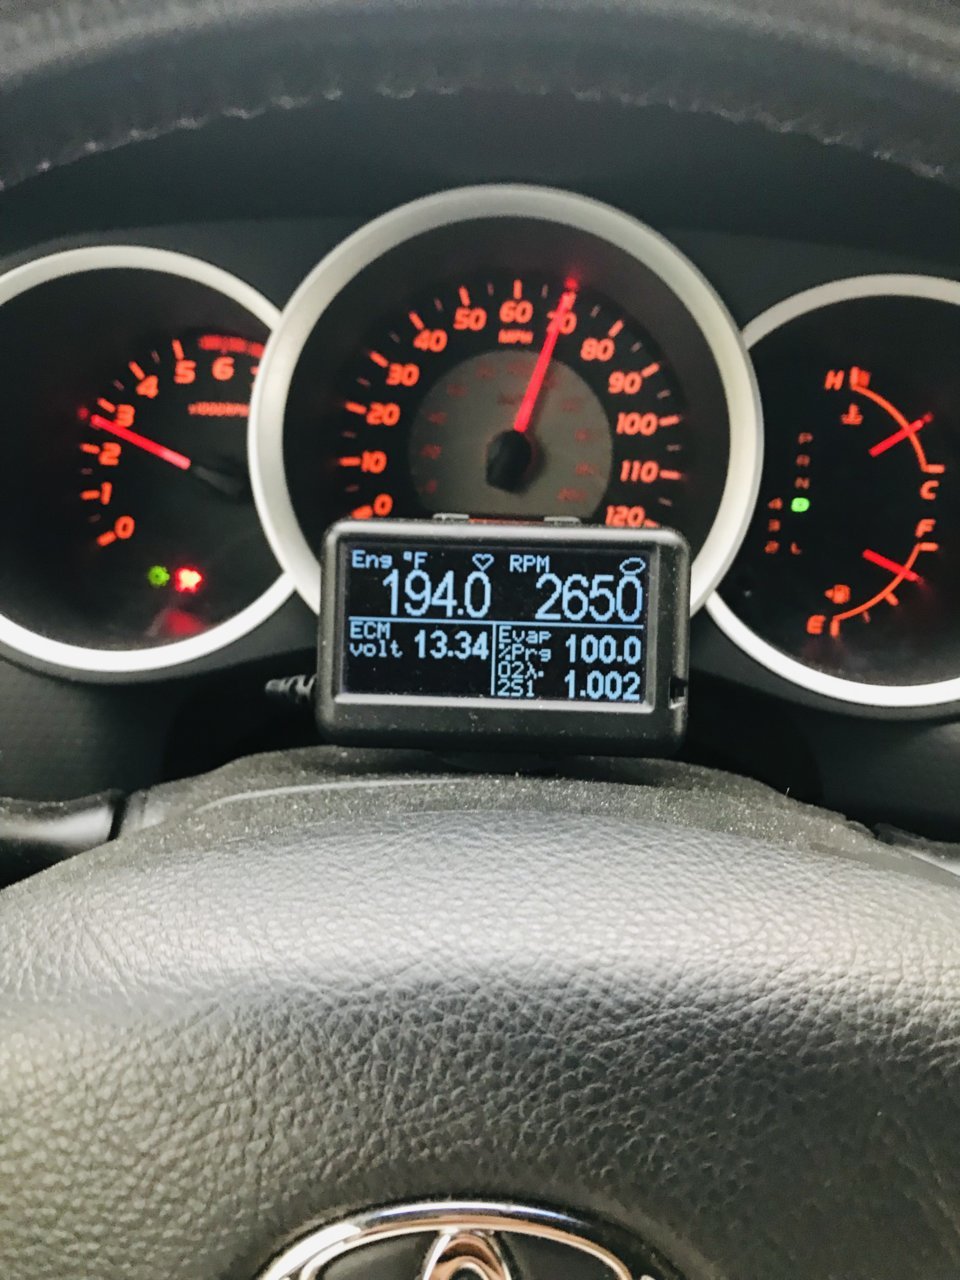 0
1
2
3
4
5
6
x1000RPM
0
10
20
30
40
50
60
70
80
90
100
110
120
MPH
H
C
F
E
P
R
N
D
4
3
2 L
Eng °F
194.0
RPM
2650
ECM
volt 13.34
Evap
%Prg 100.0
O2λ
2S1 1.002